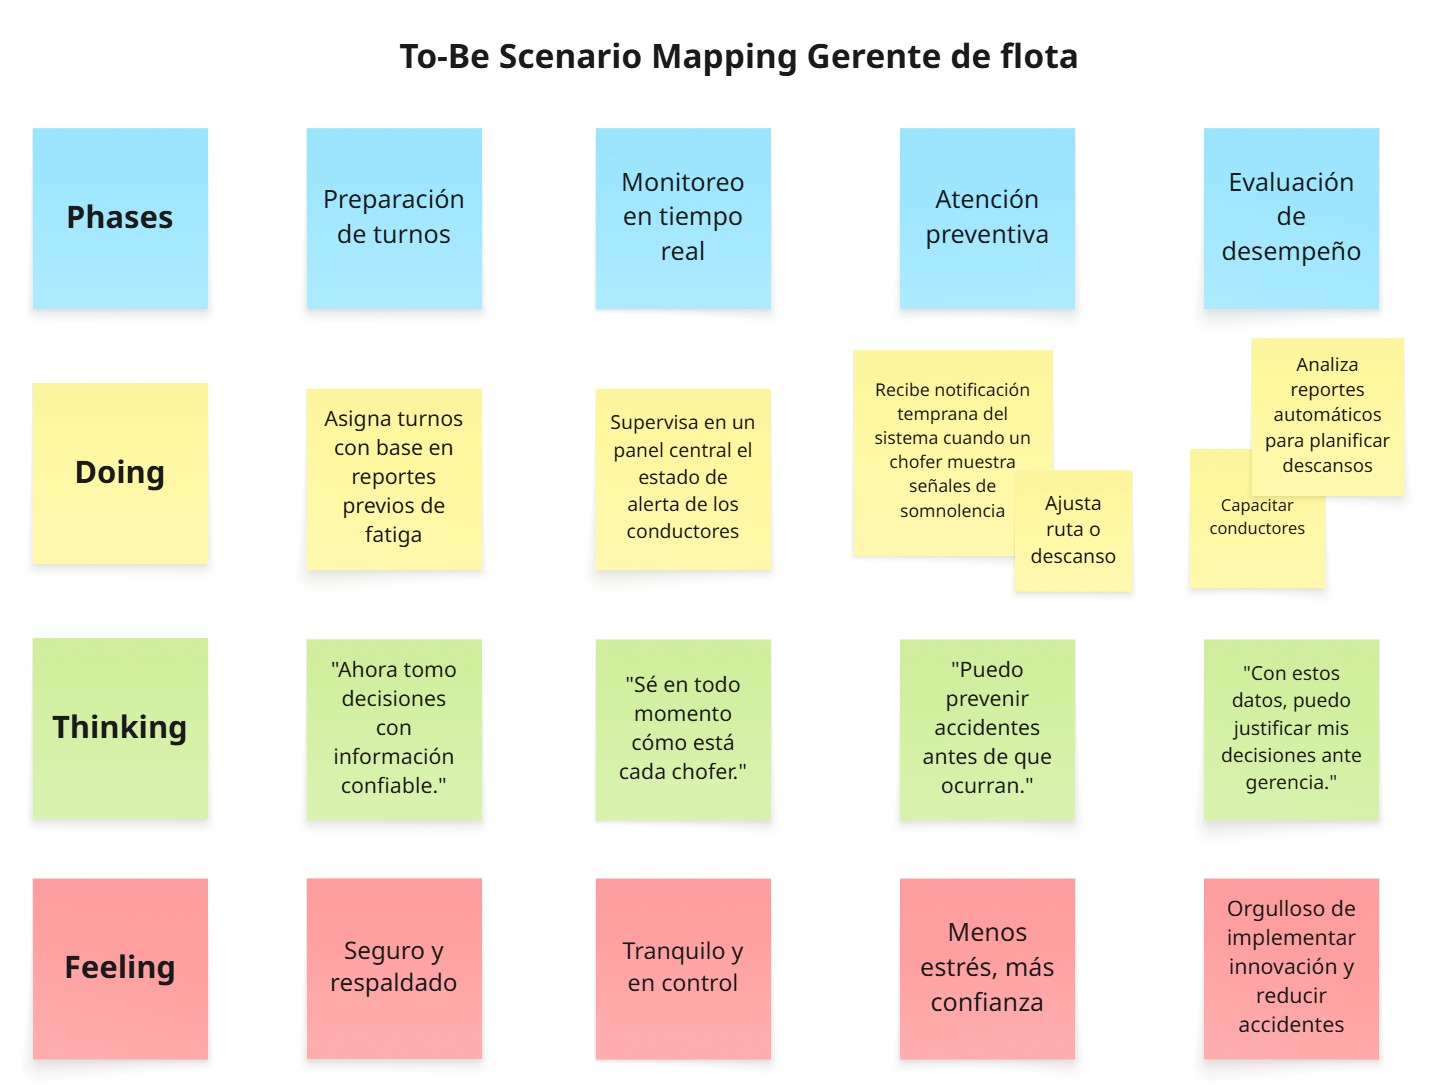 To-Be Scenario Mapping Gerente de flota
Phases
Preparación
de turnos
Monitoreo
en tiempo
real
Atención
preventiva
Evaluación
de
desempeño
Doing
Asigna turnos
con base en
reportes
previos de
fatiga
Supervisa en un
panel central el
estado de
alerta de los
conductores
Recibe notificación
temprana del
sistema cuando un
chofer muestra
señales de
somnolencia
Ajusta
ruta o
descanso
Analiza
reportes
automáticos
para planificar
descansos
Capacitar
conductores
Thinking
"Ahora tomo
decisiones
con
información
confiable."
"Sé en todo
momento
cómo está
cada chofer."
"Puedo
prevenir
accidentes
antes de que
ocurran."
"Con estos
datos, puedo
justificar mis
decisiones ante
gerencia."
Feeling
Seguro y
respaldado
Tranquilo y
en control
Menos
estrés, más
confianza
Orgulloso de
implementar
innovación y
reducir
accidentes